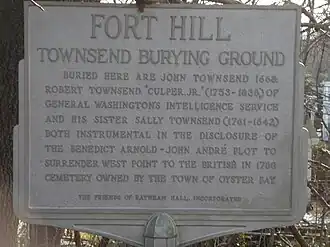 FORT HILL
TOWNSEND BURYING GROUND
BURIED HERE ARE JOHN TOWNSEND 1668;
ROBERT TOWNSEND "CULPER, JR." (1753-1838) OF
GENERAL WASHINGTON'S INTELLIGENCE SERVICE
AND HIS SISTER SALLY TOWNSEND (1761-1842)
BOTH INSTRUMENTAL IN THE DISCLOSURE OF
THE BENEDICT ARNOLD - JOHN ANDRÉ PLOT TO
SURRENDER WEST POINT TO THE BRITISH IN 1780
CEMETERY OWNED BY THE TOWN OF OYSTER BAY
THE FRIENDS OF RAYNHAM HALL, INCORPORATED